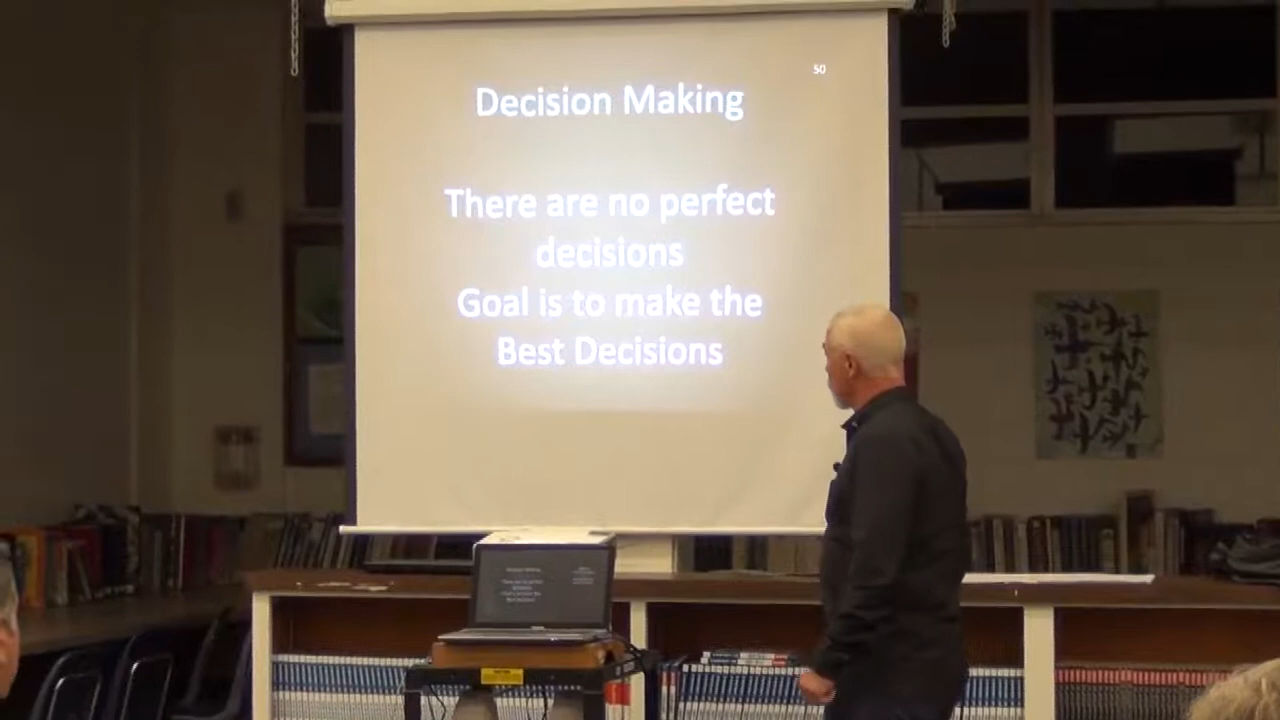 50
Decision Making
There are no perfect
decisions
Goal is to make the
Best Decisions